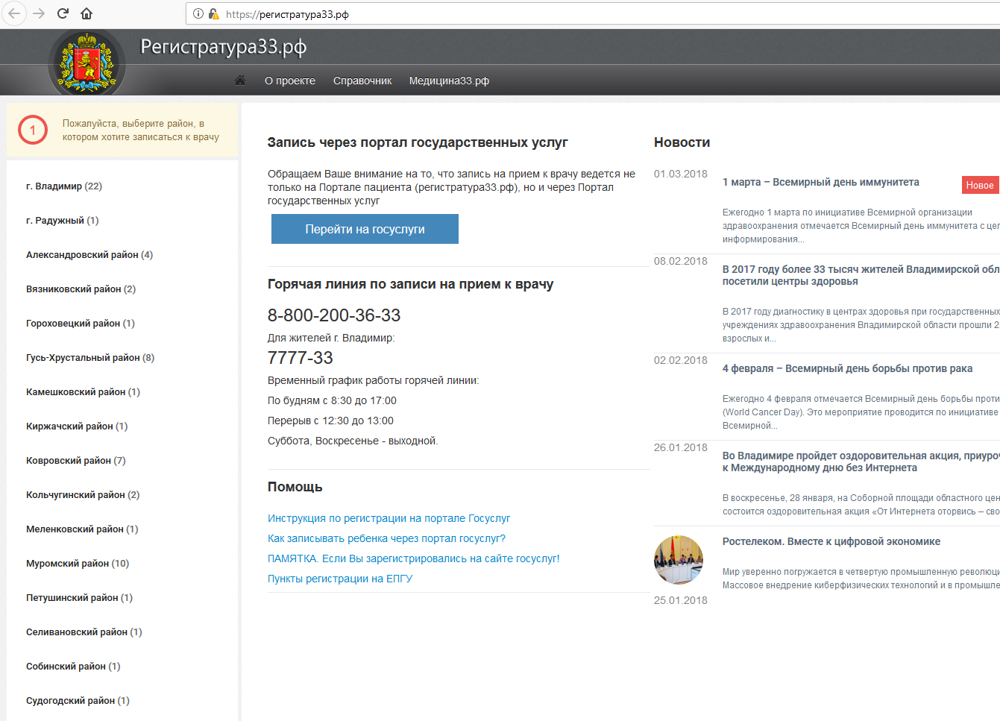 https://регистратура33.рф
Регистратура33.рф
О проекте Справочник Медицина33.рф
1
Пожалуйста, выберите район, в
котором хотите записаться к врачу
г. Владимир (22)
г. Радужный (1)
Александровский район (4)
Вязниковский район (2)
Гороховецкий район (1)
Гусь-Хрустальный район (8)
Камешковский район (1)
Киржачский район (1)
Ковровский район (7)
Кольчугинский район (2)
Меленковский район (1)
Муромский район (10)
Петушинский район (1)
Селивановский район (1)
Собинский район (1)
Судогодский район (1)
Запись через портал государственных услуг
Обращаем Ваше внимание на то, что запись на прием к врачу ведется не
только на Портале пациента (регистратура33.рф), но и через Портал
государственных услуг
Перейти на госуслуги
Горячая линия по записи на прием к врачу
8-800-200-36-33
Для жителей г. Владимир:
7777-33
Временный график работы горячей линии:
По будням с 8:30 до 17:00
Перерыв с 12:30 до 13:00
Суббота, Воскресенье - выходной.
Помощь
Инструкция по регистрации на портале Госуслуг
Как записывать ребенка через портал госуслуг?
ПАМЯТКА. Если Вы зарегистрировались на сайте госуслуг!
Пункты регистрации на ЕПГУ
Новости
01.03.2018
1 марта – Всемирный день иммунитета
Новое
Ежегодно 1 марта по инициативе Всемирной организации
здравоохранения отмечается Всемирный день иммунитета с
информирования...
08.02.2018
В 2017 году более 33 тысяч жителей Владимирской
посетили центры здоровья
В 2017 году диагностику в центрах здоровья при государственных
учреждениях здравоохранения Владимирской области прошли
взрослых и...
02.02.2018
4 февраля – Всемирный день борьбы против рака
Ежегодно 4 февраля отмечается Всемирный день борьбы
(World Cancer Day). Это мероприятие проводится по инициативе
Всемирной...
26.01.2018
Во Владимире пройдет оздоровительная акция,
к Международному дню без Интернета
В воскресенье, 28 января, на Соборной площади областного
состоится оздоровительная акция «От Интернета оторвись –
Ростелеком. Вместе к цифровой экономике
Мир уверенно погружается в четвертую промышленную
Массовое внедрение киберфизических технологий и в
25.01.2018